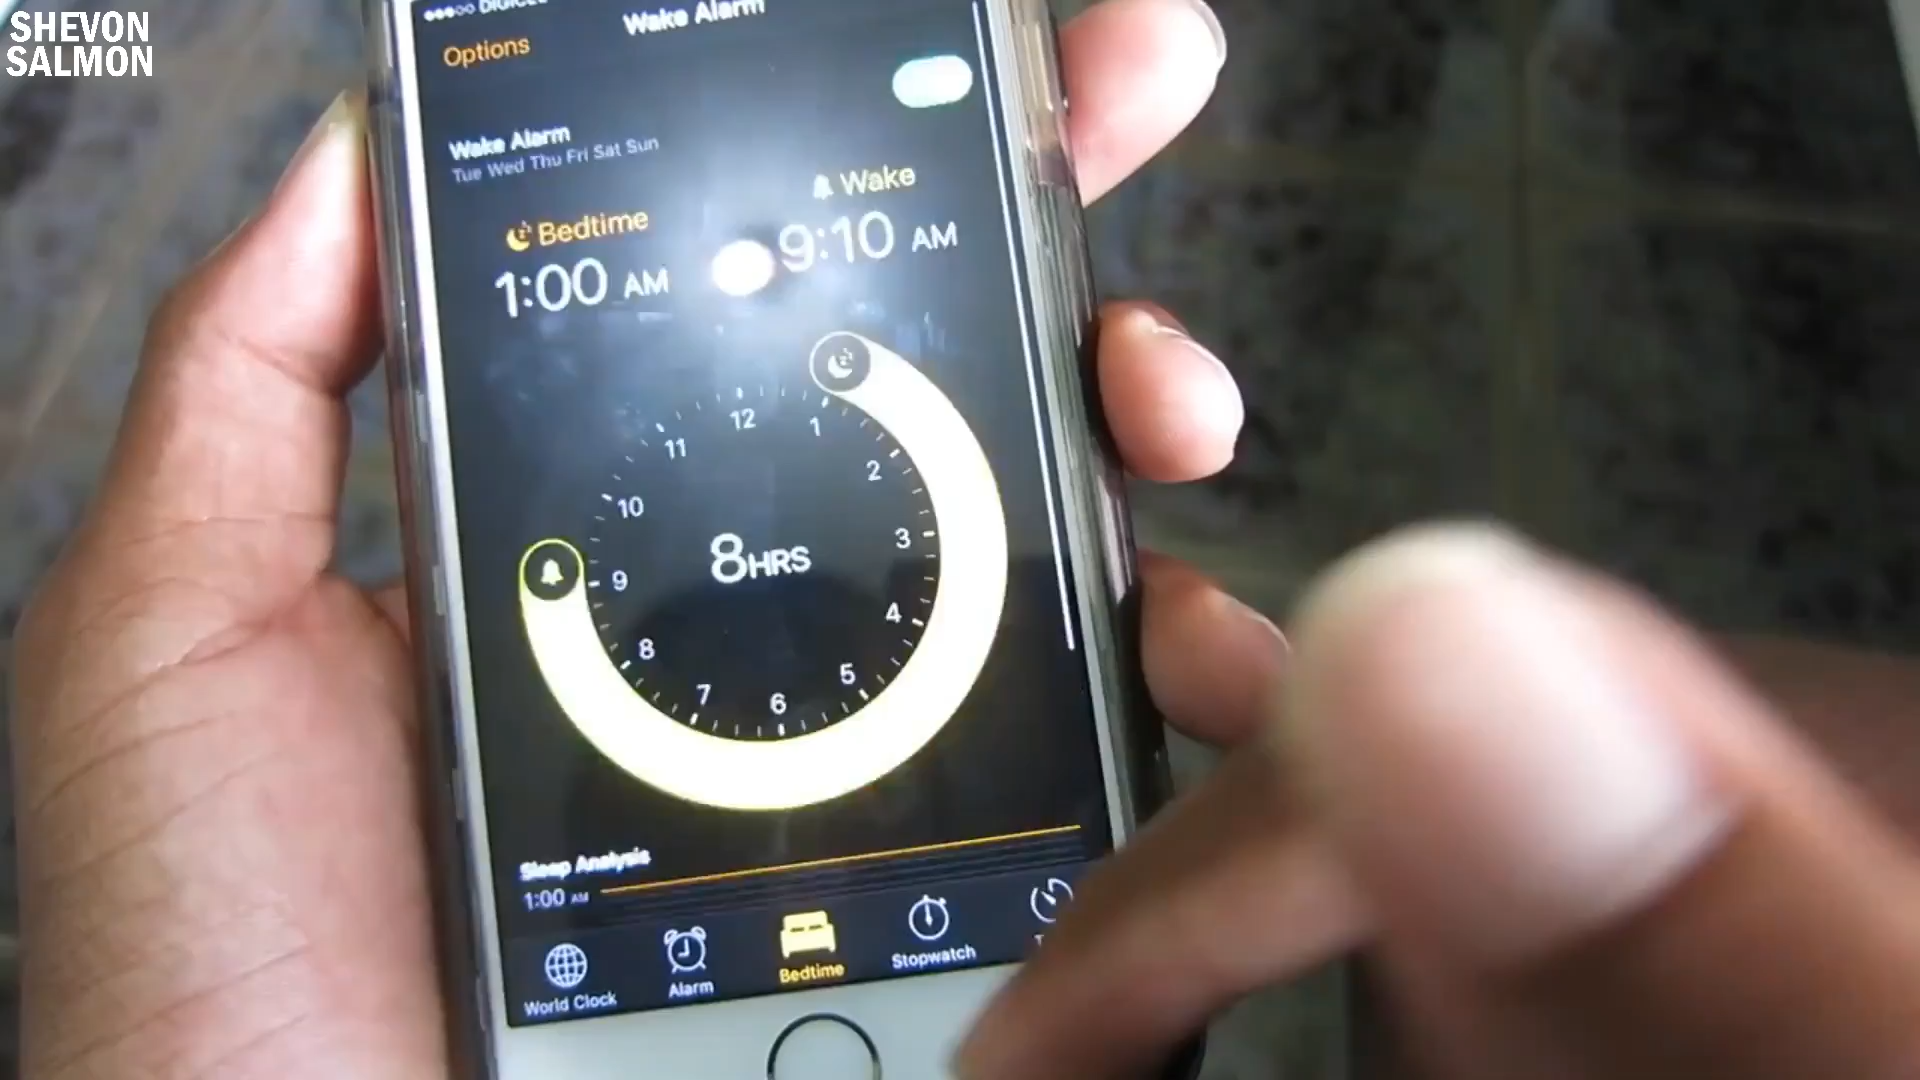 SHEVON
SALMON
DIGICEL
Wake Alarm
Options
Wake Alarm
Tue Wed Thu Fri Sat Sun
Bedtime
1:00 AM
Wake
9:10 AM
12
1
2
3
4
5
6
7
8
9
10
11
8HRS
Sleep Analysis
1:00 AM
World Clock
Alarm
Bedtime
Stopwatch